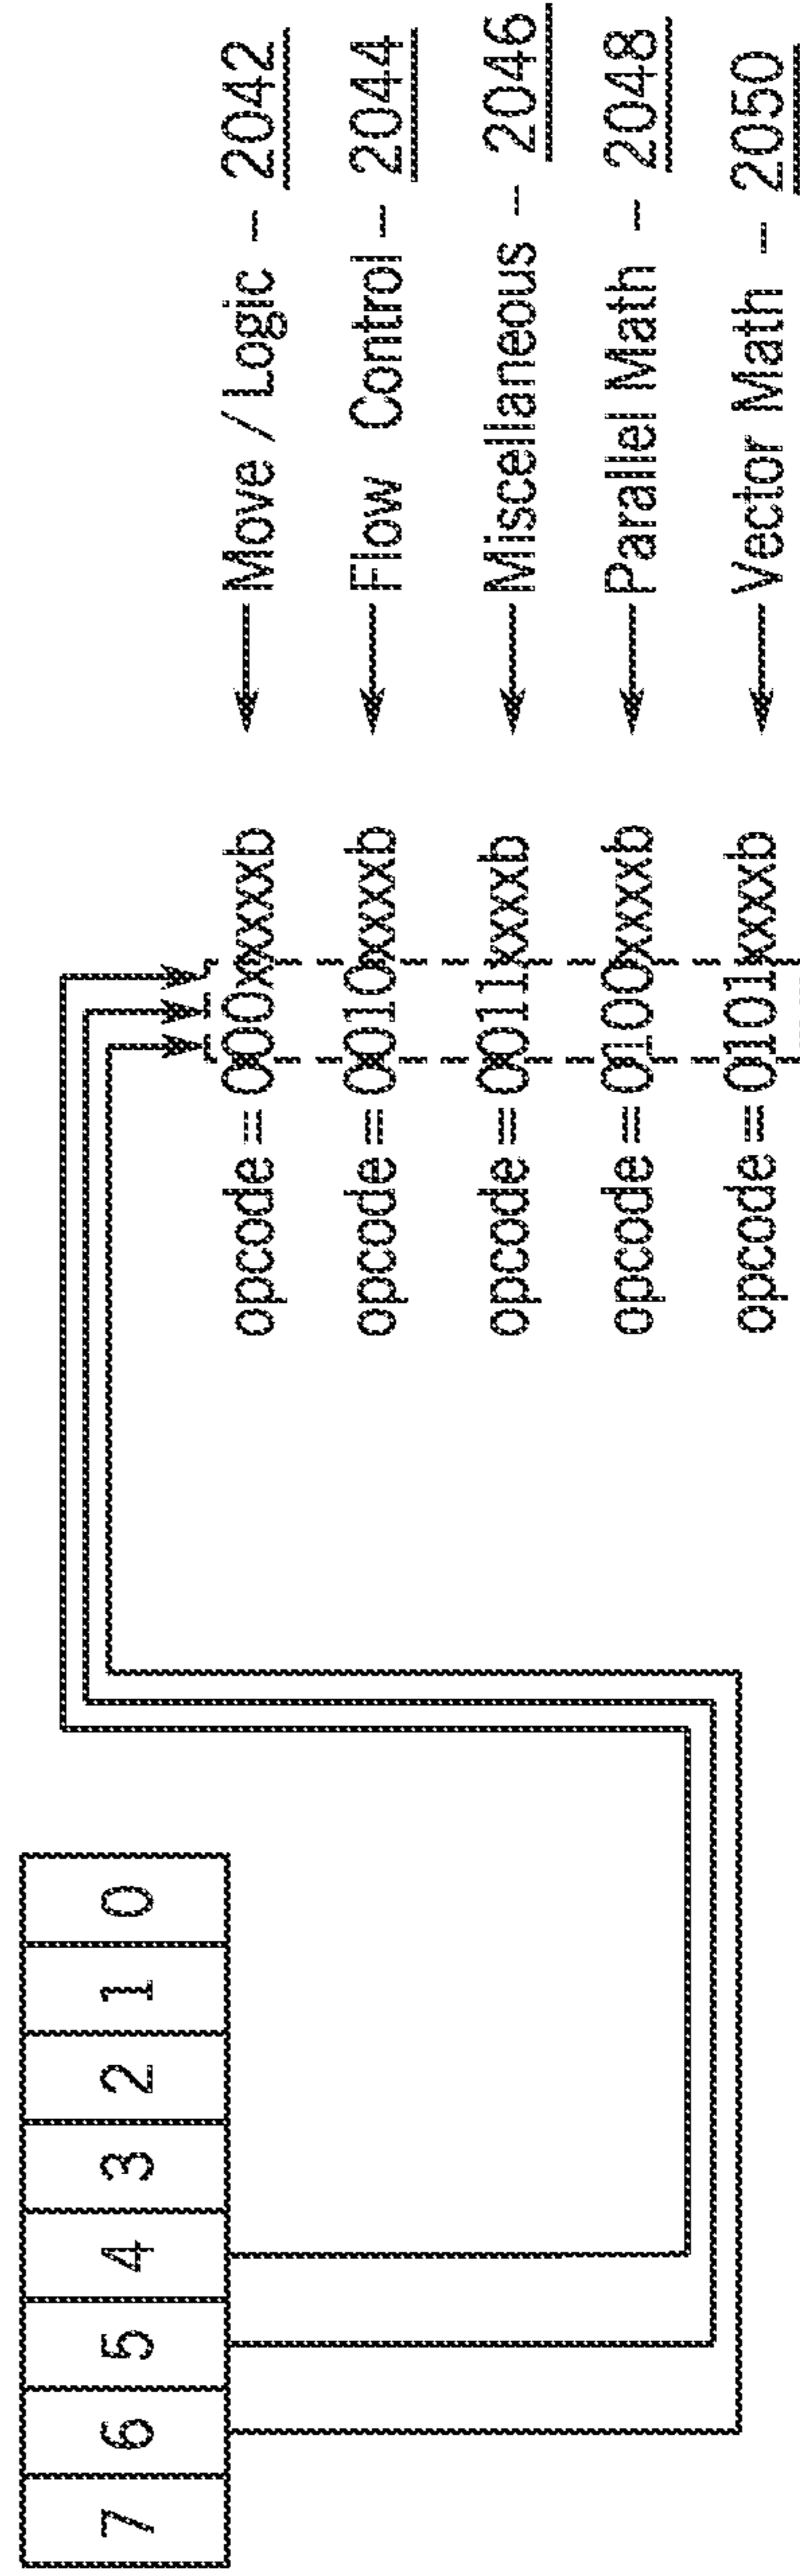 7 6 5 4 3 2 1 0
opcode = 000xxxxxb Move / Logic – 2042
opcode = 0010xxxxb Flow Control – 2044
opcode = 0011xxxxb Miscellaneous – 2046
opcode = 0100xxxxb Parallel Math – 2048
opcode = 0101xxxxb Vector Math – 2050